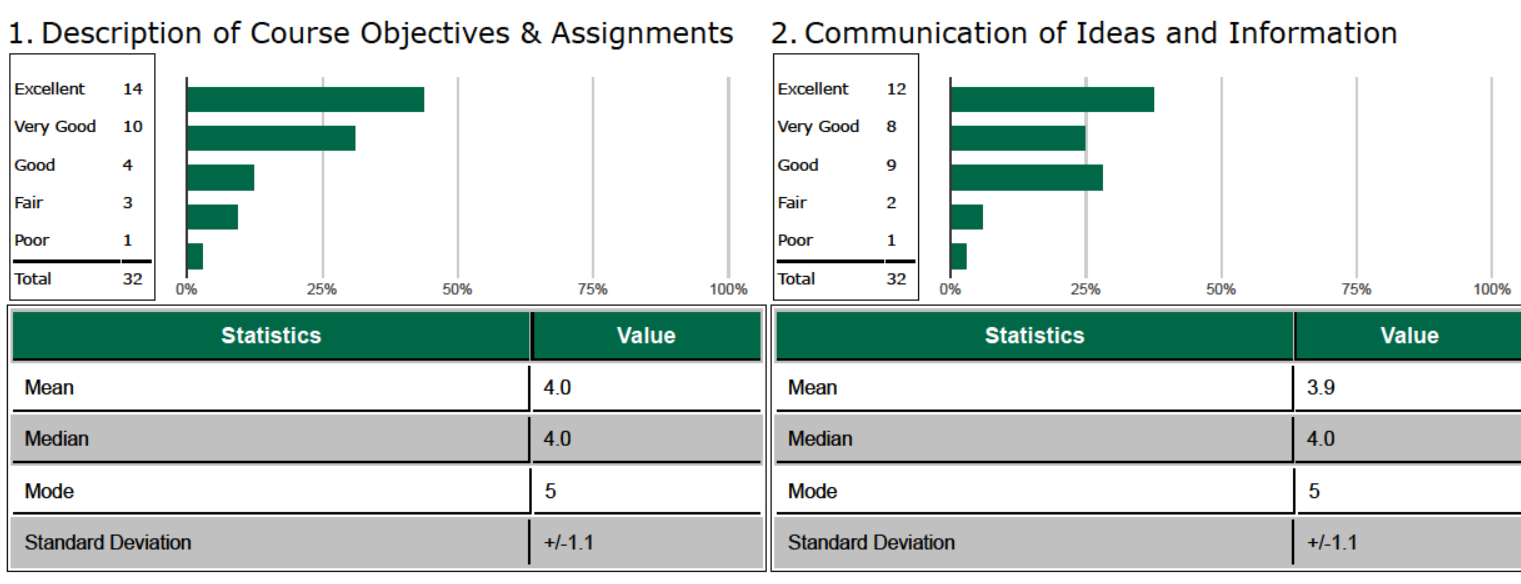 1. Description of Course Objectives & Assignments
Excellent 14
Very Good 10
Good 4
Fair 3
Poor 1
Total 32
0% 25% 50% 75% 100%
Statistics Value
Mean 4.0
Median 4.0
Mode 5
Standard Deviation +/-1.1
2. Communication of Ideas and Information
Excellent 12
Very Good 8
Good 9
Fair 2
Poor 1
Total 32
0% 25% 50% 75% 100%
Statistics Value
Mean 3.9
Median 4.0
Mode 5
Standard Deviation +/-1.1